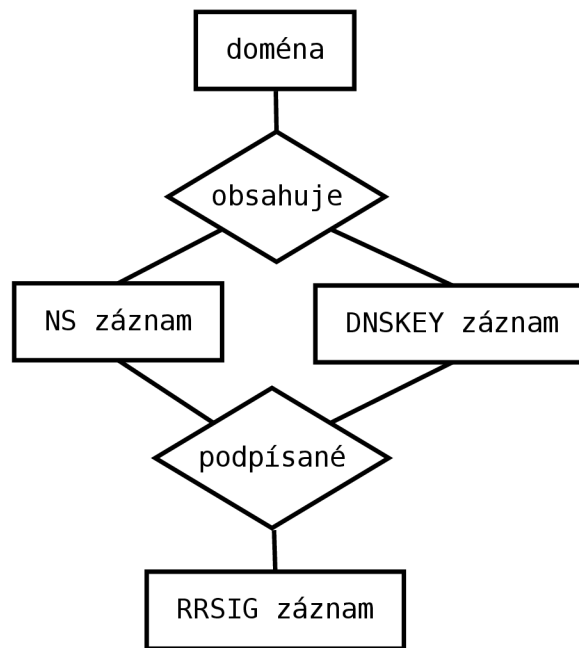 doména
obsahuje
NS záznam
DNSKEY záznam
podpísané
RRSIG záznam